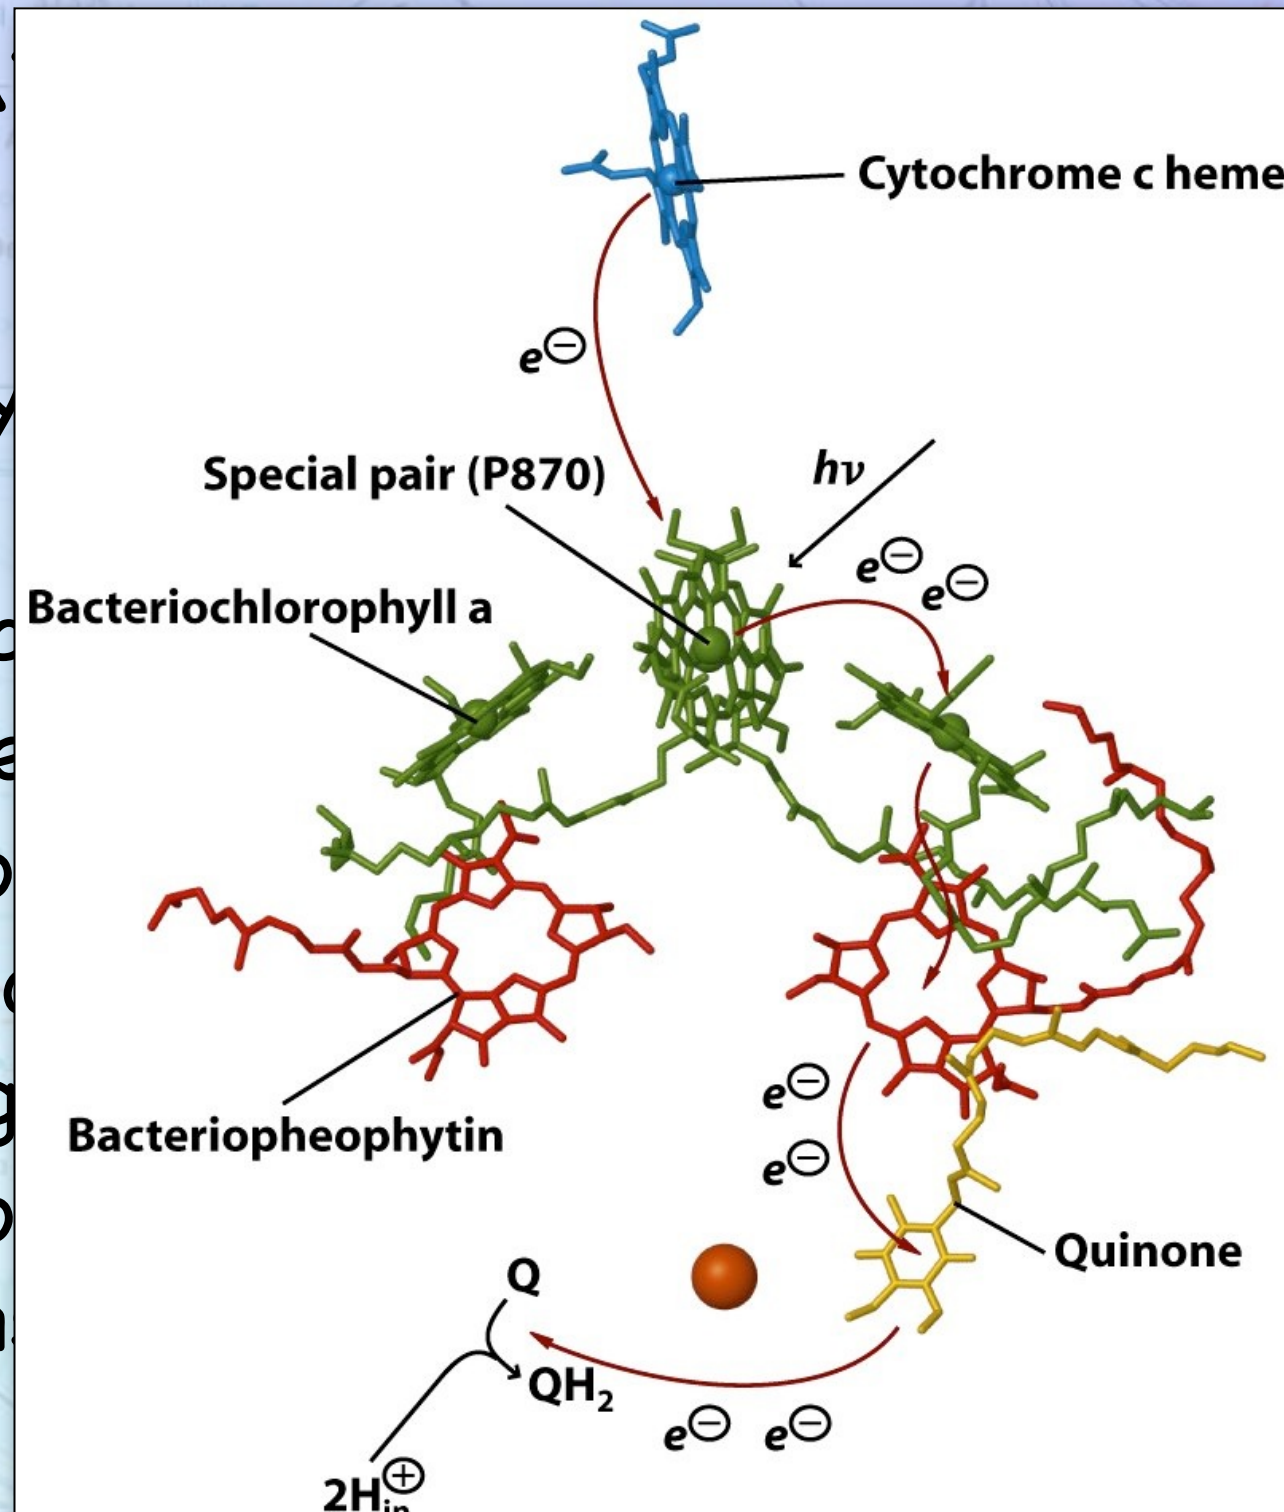 Cytochrome c heme
e⊖
Special pair (P870)
hν
e⊖ e⊖
Bacteriochlorophyll a
Bacteriopheophytin
e⊖
e⊖
Quinone
Q
QH₂
e⊖ e⊖
2H⊕in